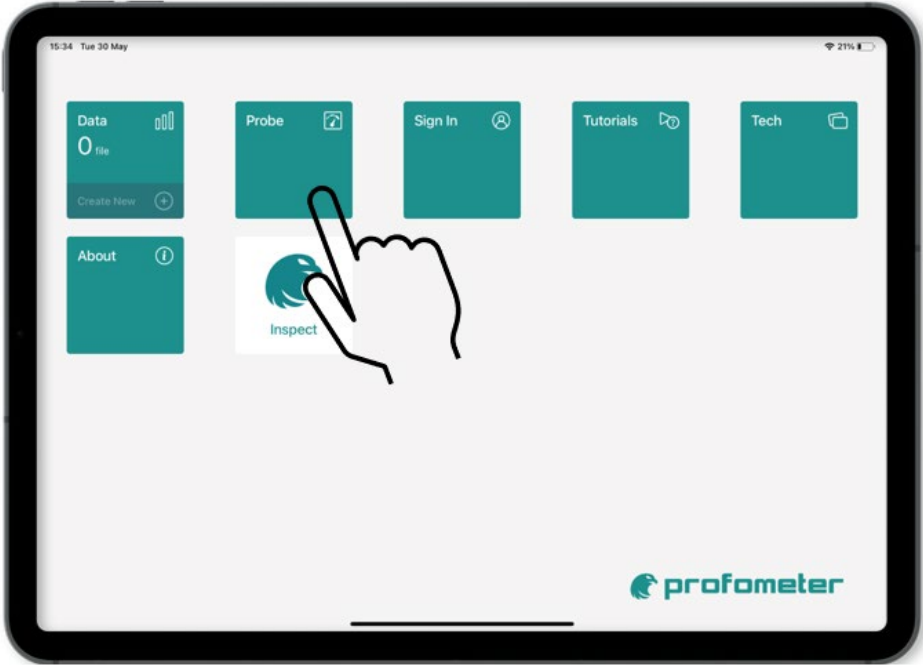 15:34 Tue 30 May
21%
Data
0 file
Create New
Probe
Sign In
Tutorials
Tech
About
Inspect
profometer